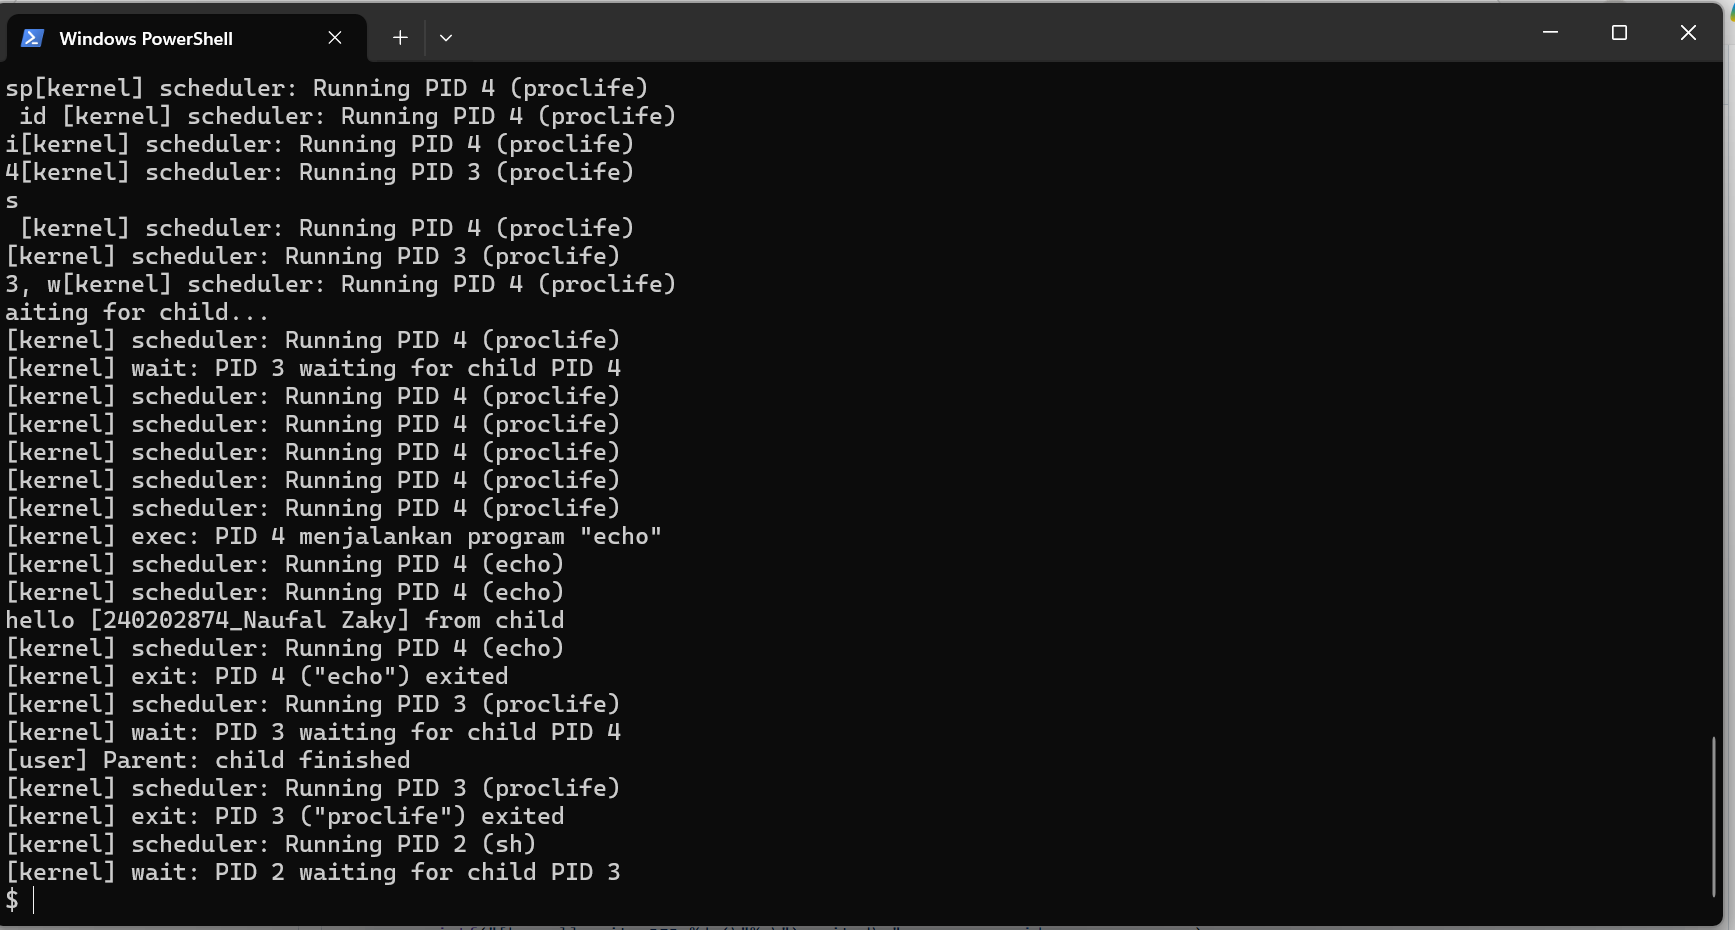 Windows PowerShell
sp[kernel] scheduler: Running PID 4 (proclife)
 id [kernel] scheduler: Running PID 4 (proclife)
i[kernel] scheduler: Running PID 4 (proclife)
4[kernel] scheduler: Running PID 3 (proclife)
s
 [kernel] scheduler: Running PID 4 (proclife)
[kernel] scheduler: Running PID 3 (proclife)
3, w[kernel] scheduler: Running PID 4 (proclife)
aiting for child...
[kernel] scheduler: Running PID 4 (proclife)
[kernel] wait: PID 3 waiting for child PID 4
[kernel] scheduler: Running PID 4 (proclife)
[kernel] scheduler: Running PID 4 (proclife)
[kernel] scheduler: Running PID 4 (proclife)
[kernel] scheduler: Running PID 4 (proclife)
[kernel] scheduler: Running PID 4 (proclife)
[kernel] exec: PID 4 menjalankan program "echo"
[kernel] scheduler: Running PID 4 (echo)
[kernel] scheduler: Running PID 4 (echo)
hello [240202874_Naufal Zaky] from child
[kernel] scheduler: Running PID 4 (echo)
[kernel] exit: PID 4 ("echo") exited
[kernel] scheduler: Running PID 3 (proclife)
[kernel] wait: PID 3 waiting for child PID 4
[user] Parent: child finished
[kernel] scheduler: Running PID 3 (proclife)
[kernel] exit: PID 3 ("proclife") exited
[kernel] scheduler: Running PID 2 (sh)
[kernel] wait: PID 2 waiting for child PID 3
$